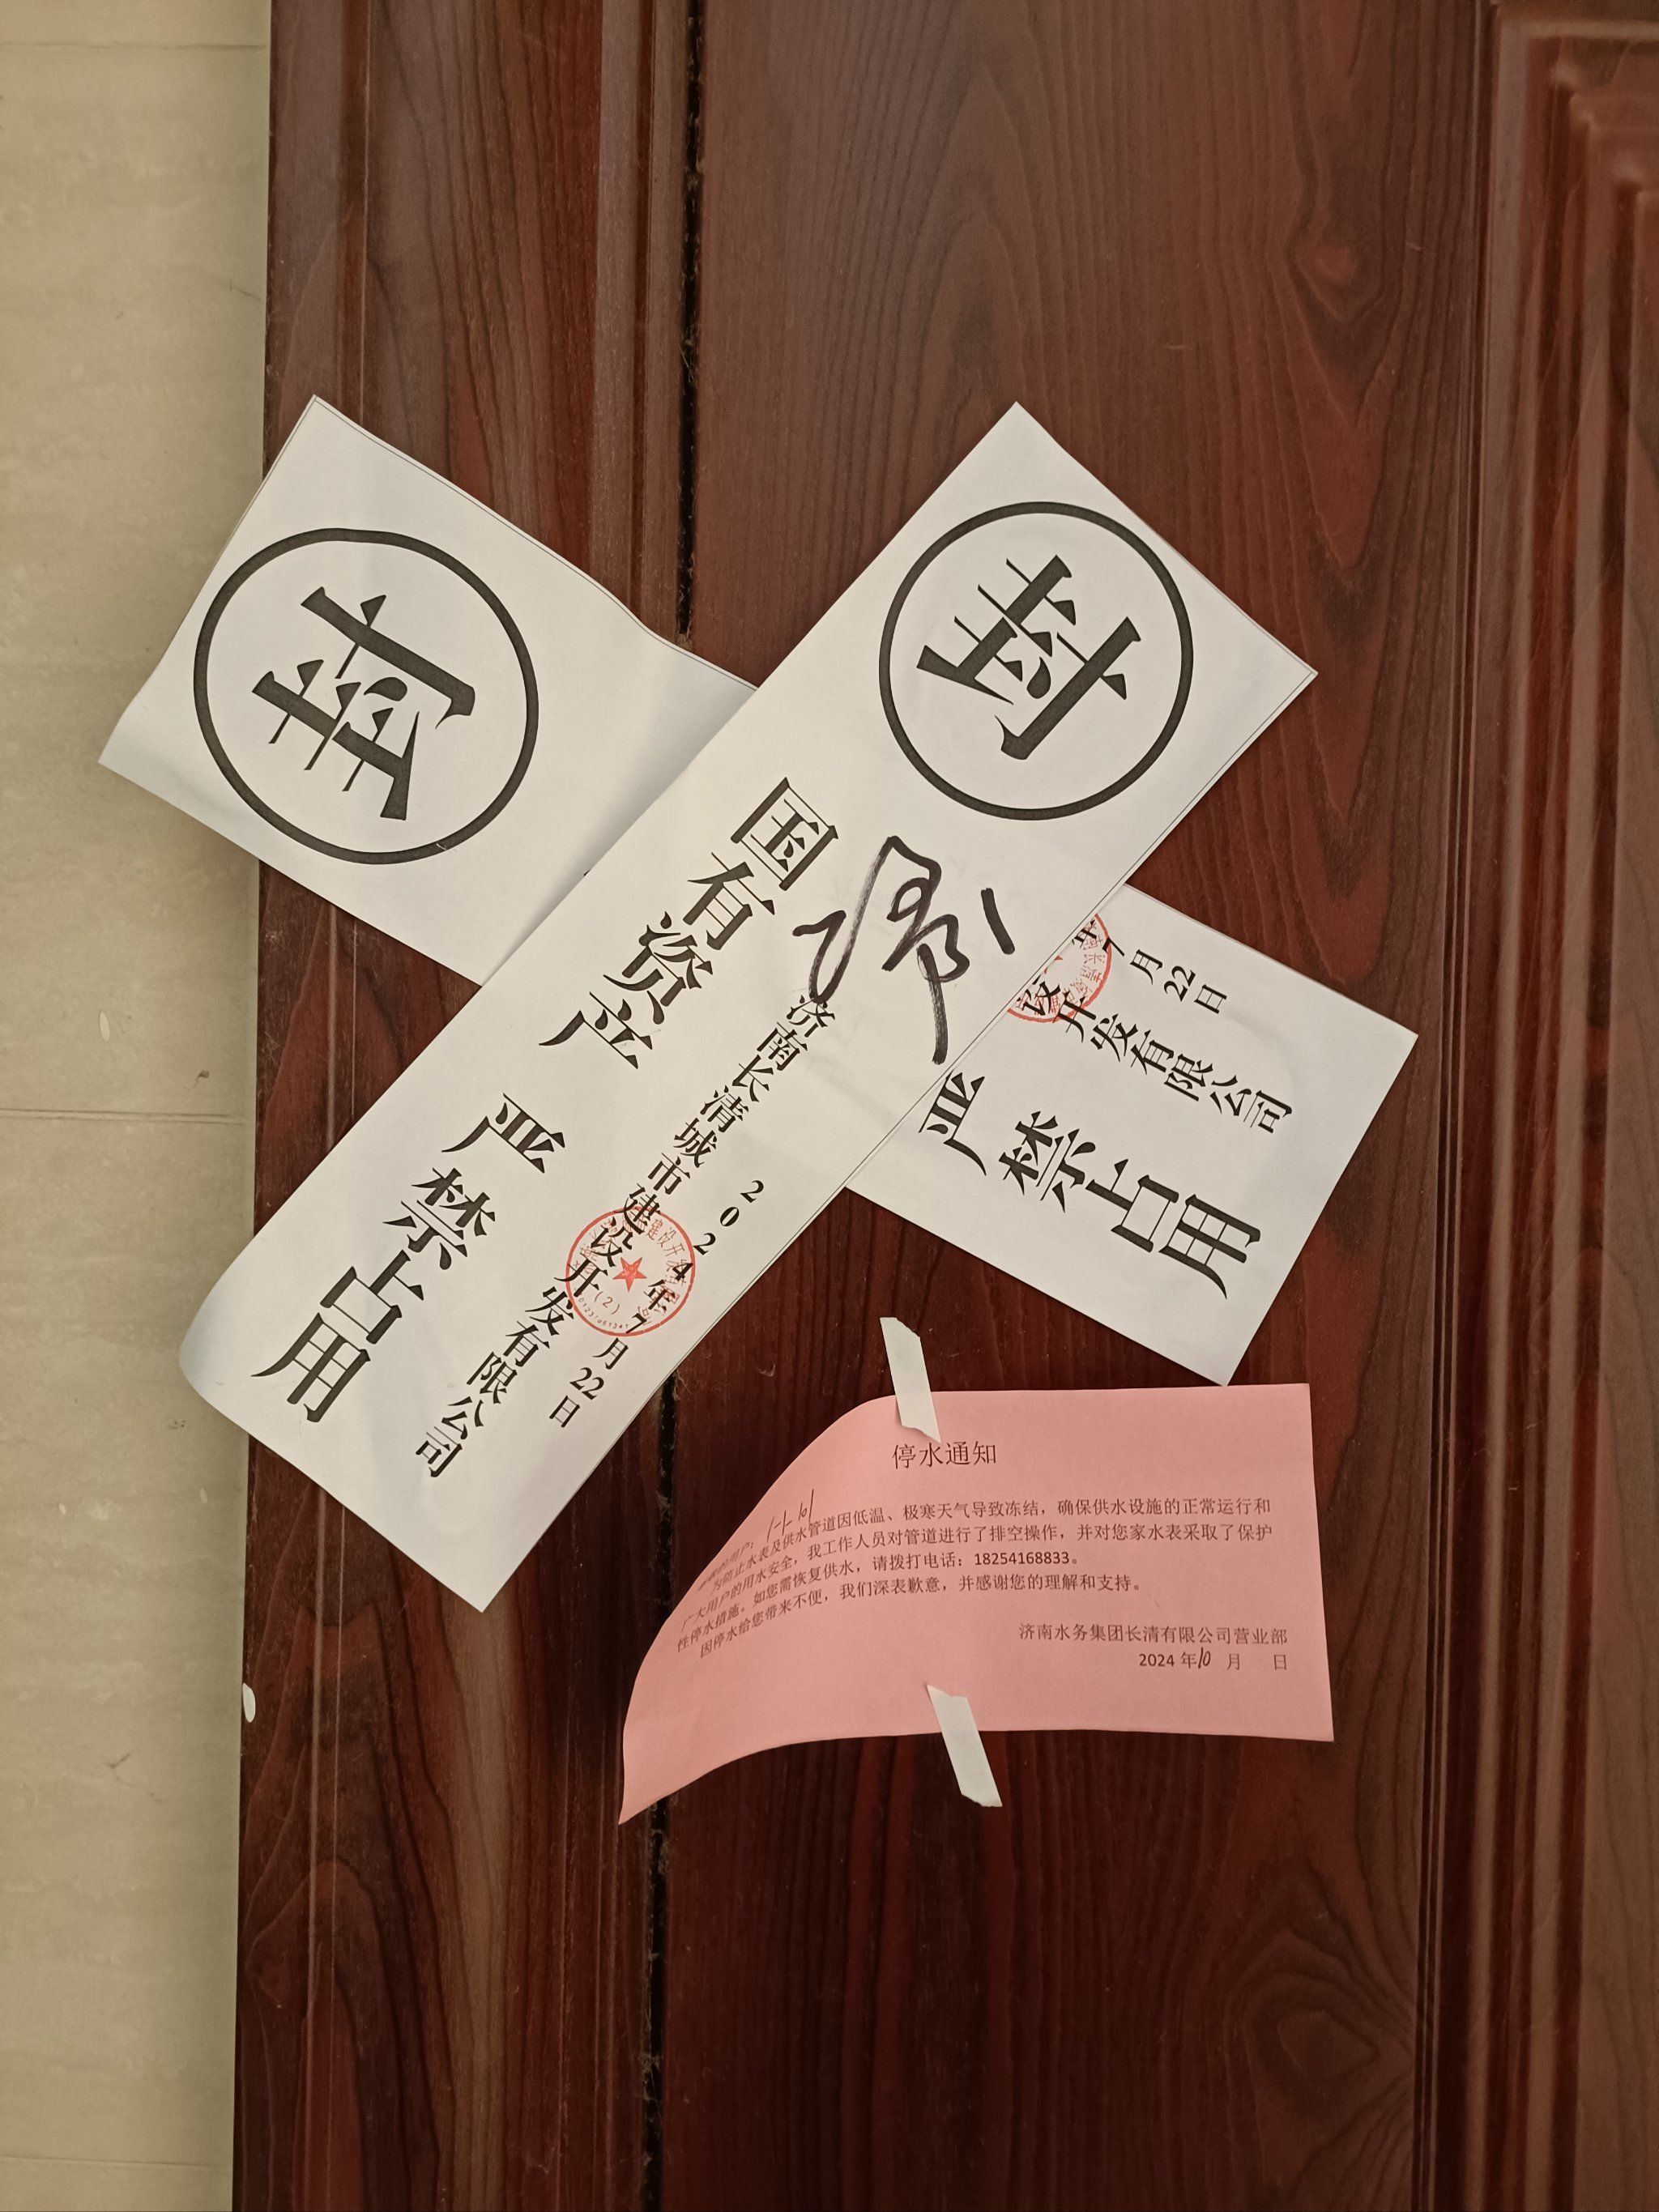 封
封
国有资产 严禁占用
济南长清城市建设开发有限公司
2024年7月22日
年7月22日
设开发有限公司
严禁占用
停水通知
的用户：1-1-101
为防止水表及供水管道因低温、极寒天气导致冻结，确保供水设施的正常运行和
广大用户的用水安全，我工作人员对管道进行了排空操作，并对您家水表采取了保护
性停水措施。如您需恢复供水，请拨打电话：18254168833。
因停水给您带来不便，我们深表歉意，并感谢您的理解和支持。
济南水务集团长清有限公司营业部
2024年10月 日